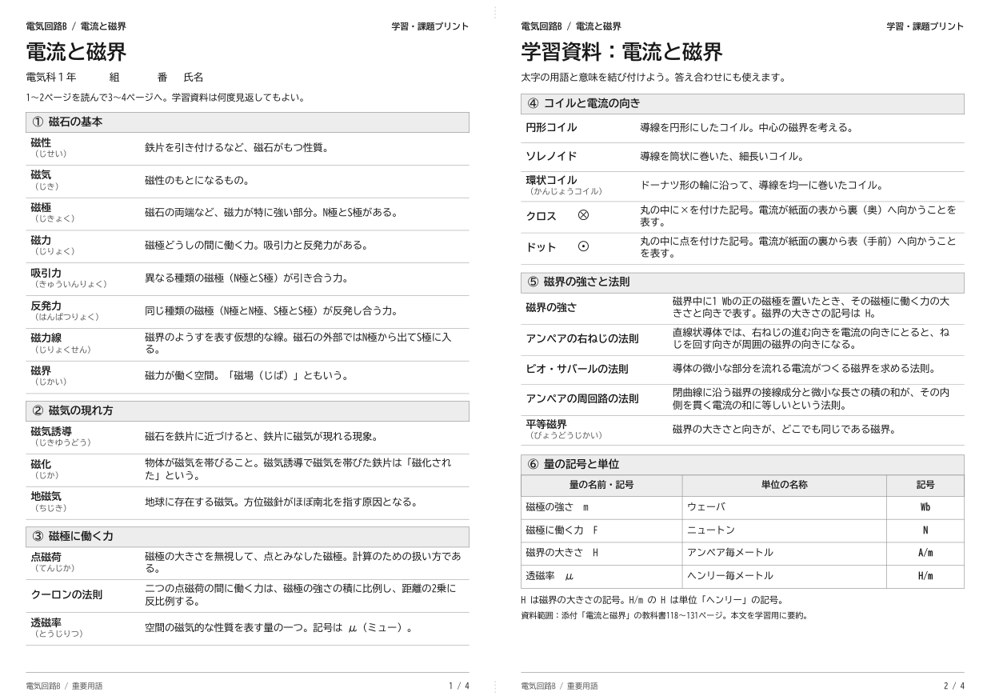 電気回路B / 電流と磁界
学習・課題プリント
電流と磁界
電気科１年 組 番 氏名
1〜2ページを読んで3〜4ページへ。学習資料は何度見返してもよい。
① 磁石の基本
磁性
（じせい）
鉄片を引き付けるなど、磁石がもつ性質。
磁気
（じき）
磁性のもとになるもの。
磁極
（じきょく）
磁石の両端など、磁力が特に強い部分。N極とS極がある。
磁力
（じりょく）
磁極どうしの間に働く力。吸引力と反発力がある。
吸引力
（きゅういんりょく）
異なる種類の磁極（N極とS極）が引き合う力。
反発力
（はんぱつりょく）
同じ種類の磁極（N極とN極、S極とS極）が反発し合う力。
磁力線
（じりょくせん）
磁界のようすを表す仮想的な線。磁石の外部ではN極から出てS極に入
る。
磁界
（じかい）
磁力が働く空間。「磁場（じば）」ともいう。
② 磁気の現れ方
磁気誘導
（じきゆうどう）
磁石を鉄片に近づけると、鉄片に磁気が現れる現象。
磁化
（じか）
物体が磁気を帯びること。磁気誘導で磁気を帯びた鉄片は「磁化され
た」という。
地磁気
（ちじき）
地球に存在する磁気。方位磁針がほぼ南北を指す原因となる。
③ 磁極に働く力
点磁荷
（てんじか）
磁極の大きさを無視して、点とみなした磁極。計算のための扱い方であ
る。
クーロンの法則
二つの点磁荷の間に働く力は、磁極の強さの積に比例し、距離の2乗に
反比例する。
透磁率
（とうじりつ）
空間の磁気的な性質を表す量の一つ。記号は μ（ミュー）。
電気回路B / 重要用語
1 / 4
電気回路B / 電流と磁界
学習・課題プリント
学習資料：電流と磁界
太字の用語と意味を結び付けよう。答え合わせにも使えます。
④ コイルと電流の向き
円形コイル
導線を円形にしたコイル。中心の磁界を考える。
ソレノイド
導線を筒状に巻いた、細長いコイル。
環状コイル
（かんじょうコイル）
ドーナツ形の輪に沿って、導線を均一に巻いたコイル。
クロス ⊗
丸の中に×を付けた記号。電流が紙面の表から裏（奥）へ向かうことを
表す。
ドット ⊙
丸の中に点を付けた記号。電流が紙面の裏から表（手前）へ向かうこと
を表す。
⑤ 磁界の強さと法則
磁界の強さ
磁界中に1 Wbの正の磁極を置いたとき、その磁極に働く力の大
きさと向きで表す。磁界の大きさの記号は H。
アンペアの右ねじの法則
直線状導体では、右ねじの進む向きを電流の向きにとると、ね
じを回す向きが周囲の磁界の向きになる。
ビオ・サバールの法則
導体の微小な部分を流れる電流がつくる磁界を求める法則。
アンペアの周回路の法則
閉曲線に沿う磁界の接線成分と微小な長さの積の和が、その内
側を貫く電流の和に等しいという法則。
平等磁界
（びょうどうじかい）
磁界の大きさと向きが、どこでも同じである磁界。
⑥ 量の記号と単位
量の名前・記号 単位の名称 記号
磁極の強さ m ウェーバ Wb
磁極に働く力 F ニュートン N
磁界の大きさ H アンペア毎メートル A/m
透磁率 μ ヘンリー毎メートル H/m
H は磁界の大きさの記号。H/m の H は単位「ヘンリー」の記号。
資料範囲：添付「電流と磁界」の教科書118〜131ページ。本文を学習用に要約。
電気回路B / 重要用語
2 / 4